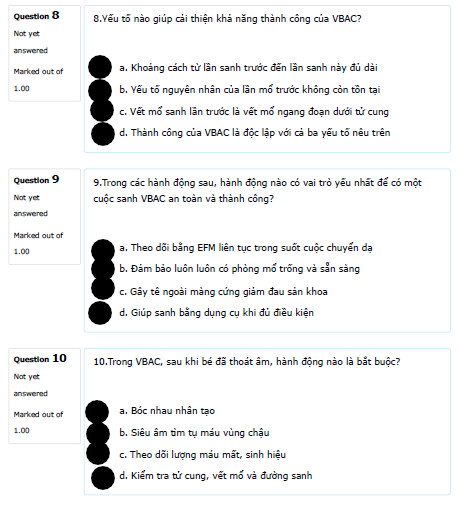 Question 8
Not yet
answered
Marked out of
1.00
8.Yếu tố nào giúp cải thiện khả năng thành công của VBAC?
a. Khoảng cách từ lần sanh trước đến lần sanh này đủ dài
b. Yếu tố nguyên nhân của lần mổ trước không còn tồn tại
c. Vết mổ sanh lần trước là vết mổ ngang đoạn dưới tử cung
d. Thành công của VBAC là độc lập với cả ba yếu tố nêu trên
Question 9
Not yet
answered
Marked out of
1.00
9.Trong các hành động sau, hành động nào có vai trò yếu nhất để có một
cuộc sanh VBAC an toàn và thành công?
a. Theo dõi bằng EFM liên tục trong suốt cuộc chuyển dạ
b. Đảm bảo luôn luôn có phòng mổ trống và sẵn sàng
c. Gây tê ngoài màng cứng giảm đau sản khoa
d. Giúp sanh bằng dụng cụ khi đủ điều kiện
Question 10
Not yet
answered
Marked out of
1.00
10.Trong VBAC, sau khi bé đã thoát âm, hành động nào là bắt buộc?
a. Bóc nhau nhân tạo
b. Siêu âm tìm tụ máu vùng chậu
c. Theo dõi lượng máu mất, sinh hiệu
d. Kiểm tra tử cung, vết mổ và đường sanh